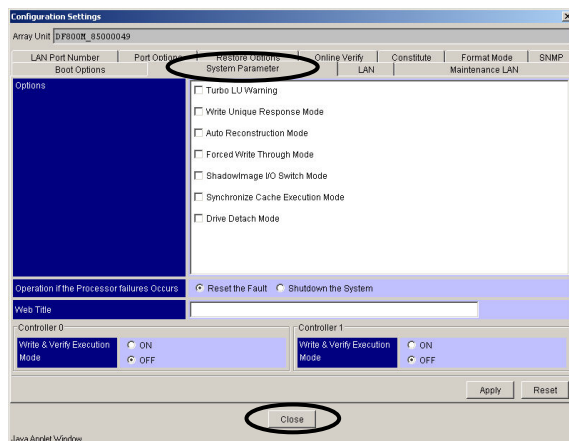 Configuration Settings
Array Unit DF800M_85000049
LAN Port Number Port Options Restore Options Online Verify Constitute Format Mode SNMP
Boot Options System Parameter LAN Maintenance LAN
Options
Turbo LU Warning
Write Unique Response Mode
Auto Reconstruction Mode
Forced Write Through Mode
ShadowImage I/O Switch Mode
Synchronize Cache Execution Mode
Drive Detach Mode
Operation if the Processor failures Occurs Reset the Fault Shutdown the System
Web Title
Controller 0 Controller 1
Write & Verify Execution Mode ON OFF
Write & Verify Execution Mode ON OFF
Apply Reset
Close
Java Applet Window